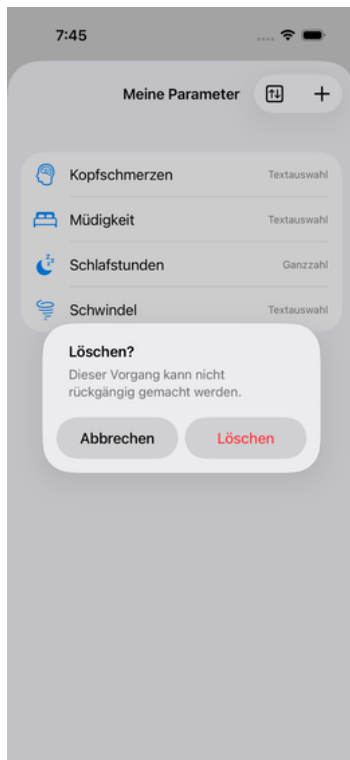 7:45
Meine Parameter
Kopfschmerzen Textauswahl
Müdigkeit Textauswahl
Schlafstunden Ganzzahl
Schwindel Textauswahl
Löschen?
Dieser Vorgang kann nicht
rückgängig gemacht werden.
Abbrechen Löschen